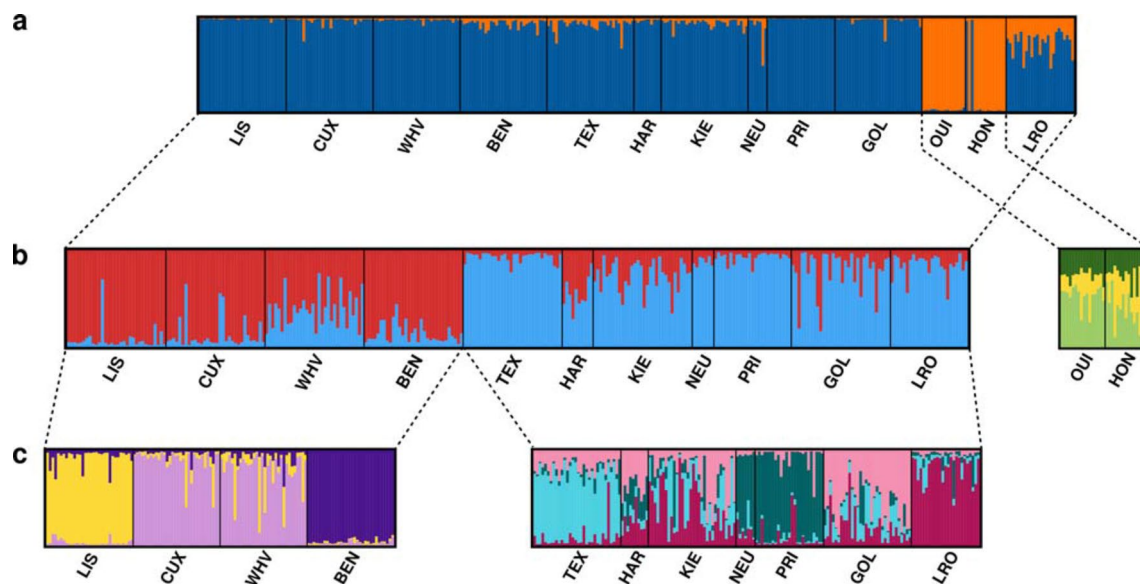 a
LIS CUX WHV BEN TEX HAR KIE NEU PRI GOL OUI HON LRO
b
LIS CUX WHV BEN TEX HAR KIE NEU PRI GOL LRO OUI HON
c
LIS CUX WHV BEN TEX HAR KIE NEU PRI GOL LRO